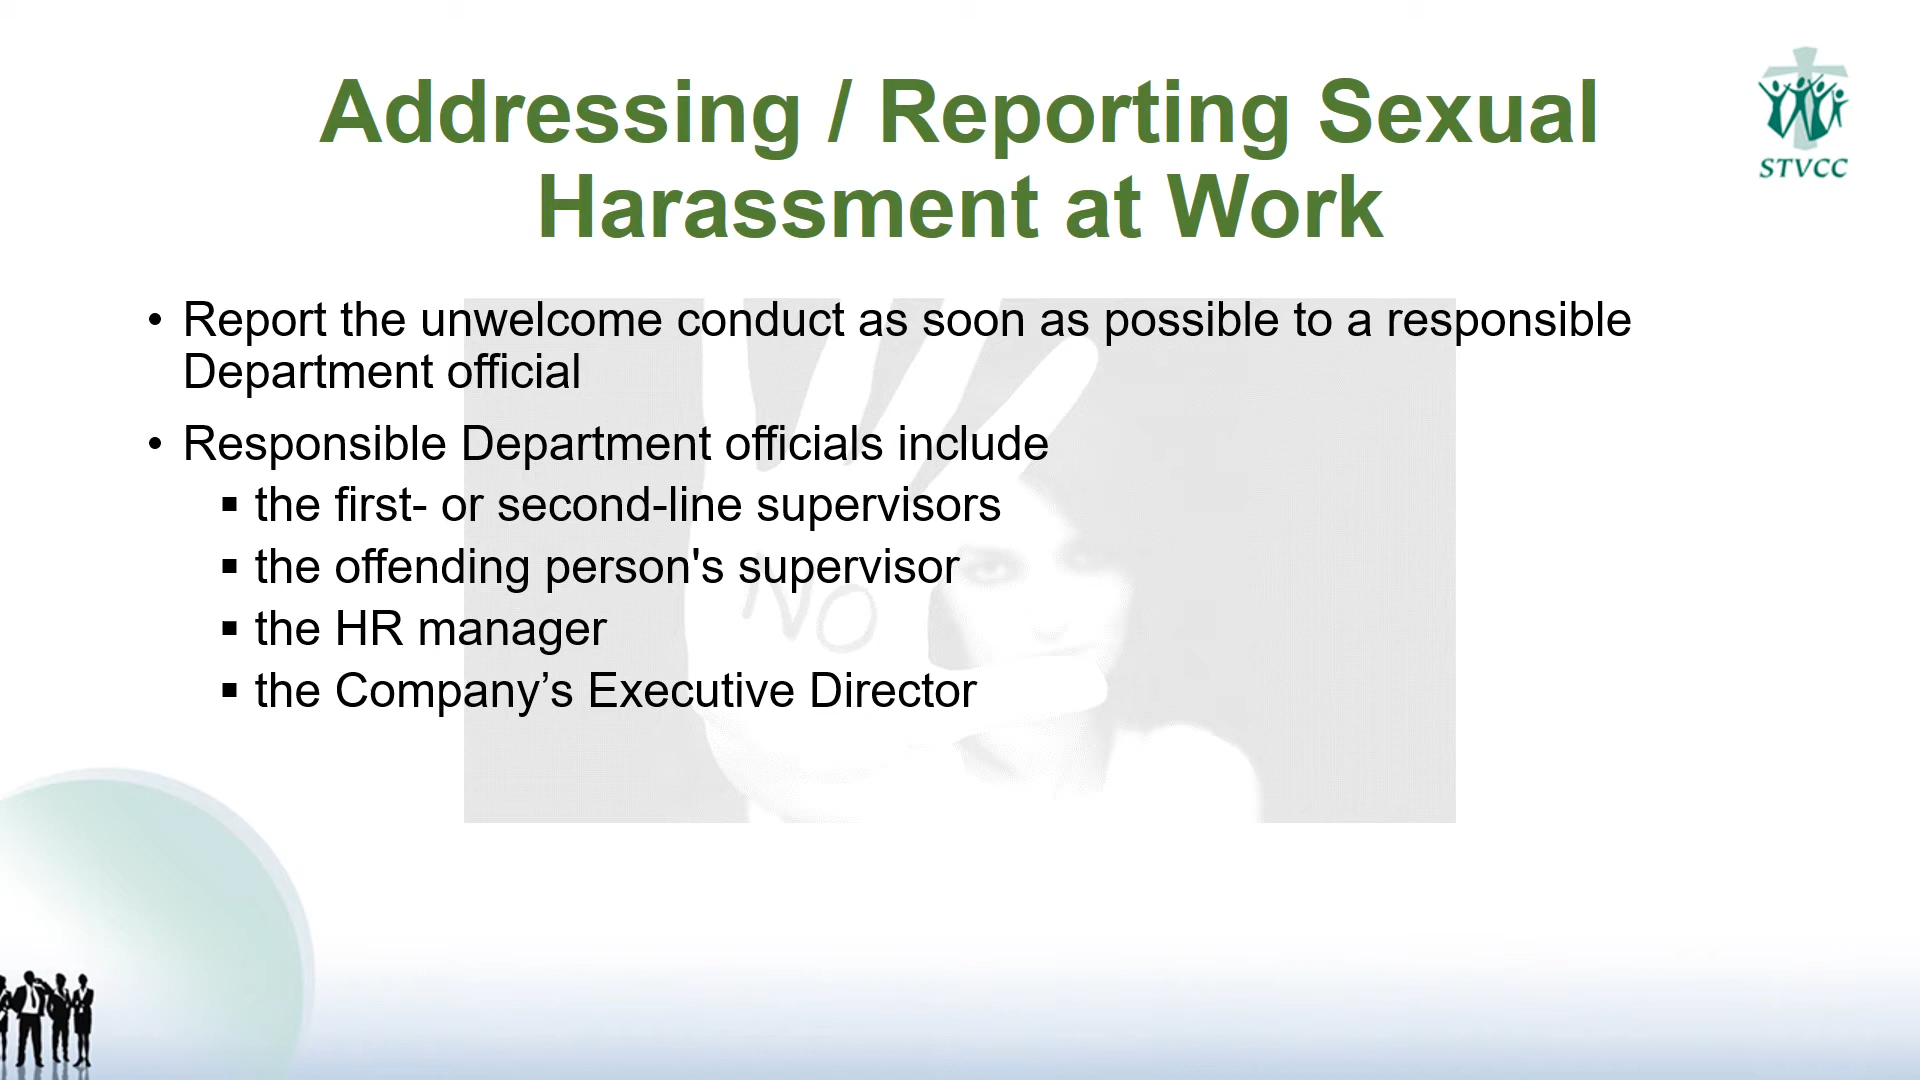 Addressing / Reporting Sexual
Harassment at Work
STVCC
• Report the unwelcome conduct as soon as possible to a responsible
Department official
• Responsible Department officials include
▪ the first- or second-line supervisors
▪ the offending person's supervisor
▪ the HR manager
▪ the Company’s Executive Director
NO